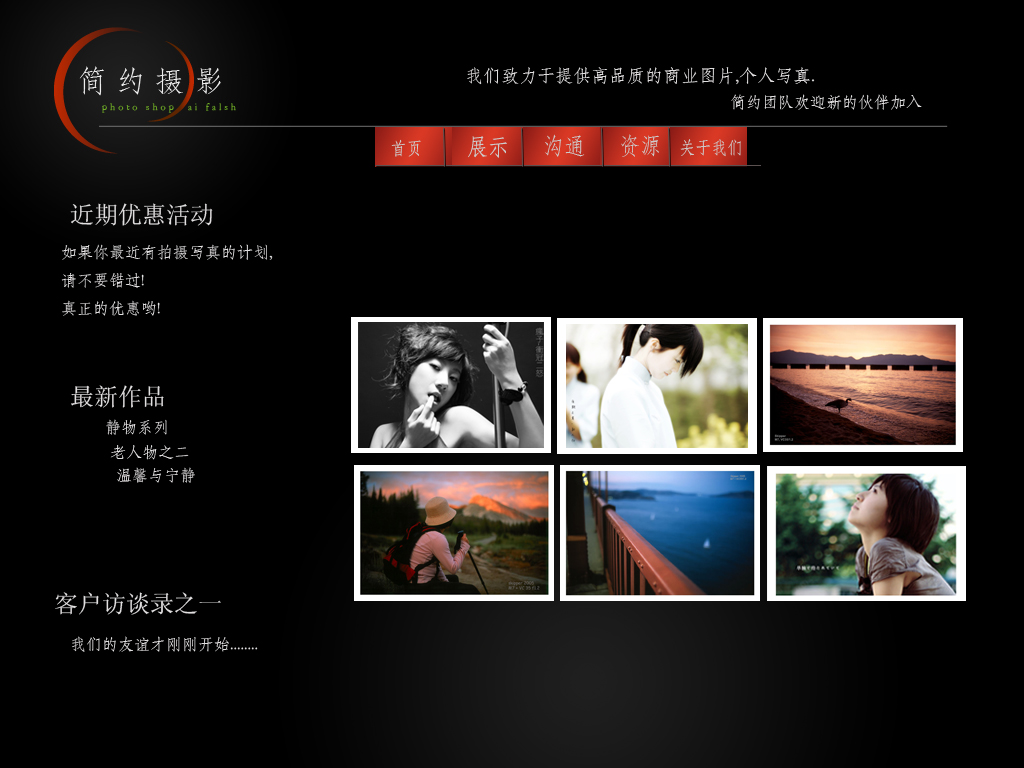 简约摄影
photo shop ai falsh
我们致力于提供高品质的商业图片,个人写真.
简约团队欢迎新的伙伴加入
首页 展示 沟通 资源 关于我们
近期优惠活动
如果你最近有拍摄写真的计划,
请不要错过!
真正的优惠哟!
最新作品
静物系列
老人物之二
温馨与宁静
客户访谈录之一
我们的友谊才刚刚开始........